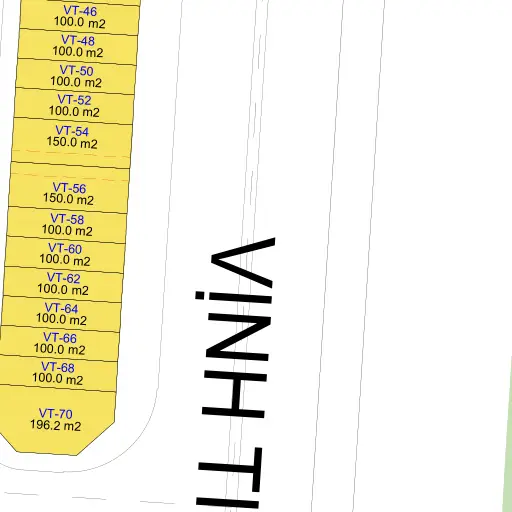 VT-46
100.0 m2
VT-48
100.0 m2
VT-50
100.0 m2
VT-52
100.0 m2
VT-54
150.0 m2
VT-56
150.0 m2
VT-58
100.0 m2
VT-60
100.0 m2
VT-62
100.0 m2
VT-64
100.0 m2
VT-66
100.0 m2
VT-68
100.0 m2
VT-70
196.2 m2
VỊNH TI